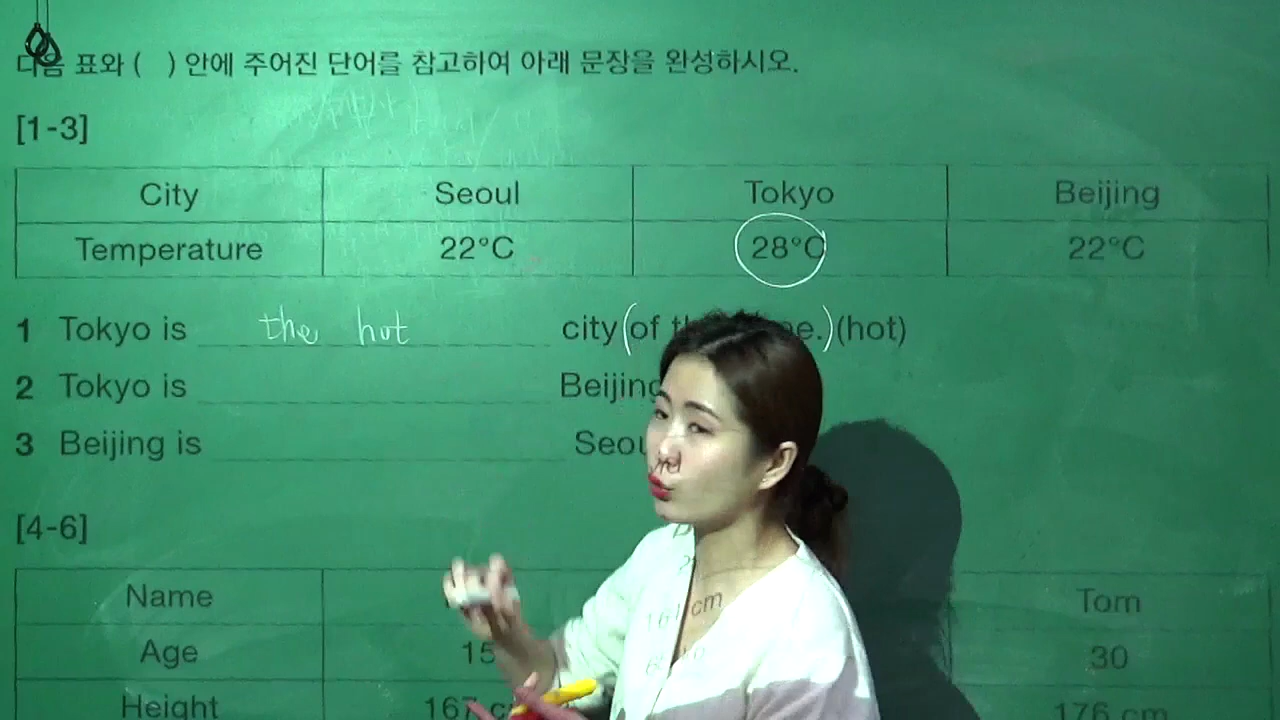 다음 표와 ( ) 안에 주어진 단어를 참고하여 아래 문장을 완성하시오.
[1-3]
City Seoul Tokyo Beijing
Temperature 22°C 28°C 22°C
1 Tokyo is the hot city (of) (hot)
2 Tokyo is Beijing
3 Beijing is
[4-6]
Name Tom
Age 15 30
Height 167 176 cm